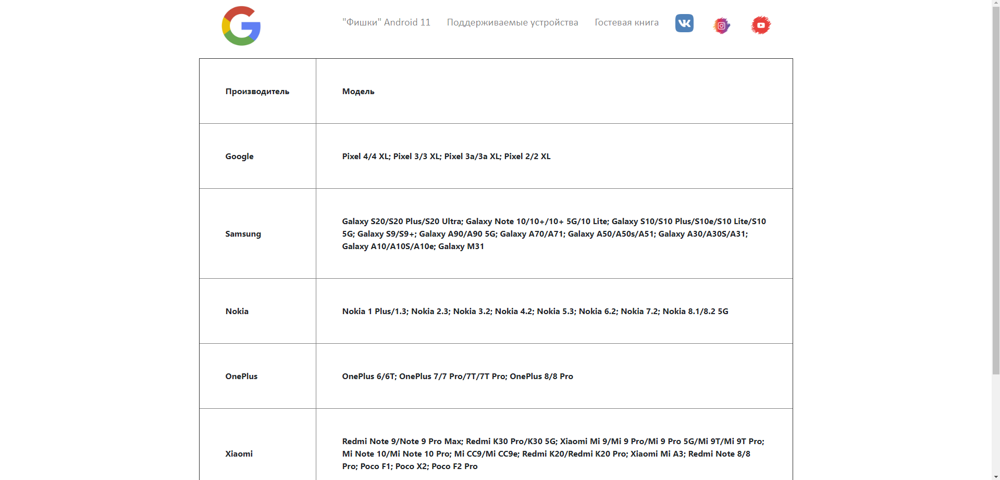 "Фишки" Android 11 Поддерживаемые устройства Гостевая книга
Производитель Модель
Google Pixel 4/4 XL; Pixel 3/3 XL; Pixel 3a/3a XL; Pixel 2/2 XL
Galaxy S20/S20 Plus/S20 Ultra; Galaxy Note 10/10+/10+ 5G/10 Lite; Galaxy S10/S10 Plus/S10e/S10 Lite/S10
Samsung 5G; Galaxy S9/S9+; Galaxy A90/A90 5G; Galaxy A70/A71; Galaxy A50/A50s/A51; Galaxy A30/A30S/A31;
Galaxy A10/A10S/A10e; Galaxy M31
Nokia Nokia 1 Plus/1.3; Nokia 2.3; Nokia 3.2; Nokia 4.2; Nokia 5.3; Nokia 6.2; Nokia 7.2; Nokia 8.1/8.2 5G
OnePlus OnePlus 6/6T; OnePlus 7/7 Pro/7T/7T Pro; OnePlus 8/8 Pro
Redmi Note 9/Note 9 Pro Max; Redmi K30 Pro/K30 5G; Xiaomi Mi 9/Mi 9 Pro/Mi 9 Pro 5G/Mi 9T/Mi 9T Pro;
Xiaomi Mi Note 10/Mi Note 10 Pro; Mi CC9/Mi CC9e; Redmi K20/Redmi K20 Pro; Xiaomi Mi A3; Redmi Note 8/8
Pro; Poco F1; Poco X2; Poco F2 Pro